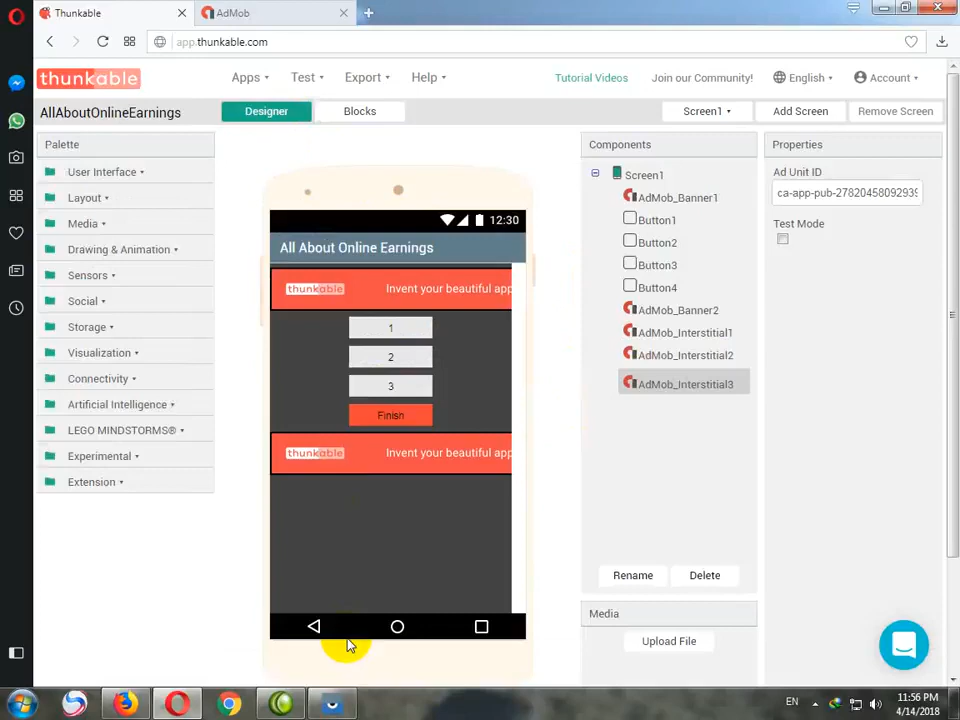 Thunkable
AdMob
app.thunkable.com
thunkable
Apps
Test
Export
Help
Tutorial Videos
Join our Community!
English
Account
AllAboutOnlineEarnings
Designer
Blocks
Screen1
Add Screen
Remove Screen
Palette
User Interface
Layout
Media
Drawing & Animation
Sensors
Social
Storage
Visualization
Connectivity
Artificial Intelligence
LEGO MINDSTORMS®
Experimental
Extension
12:30
All About Online Earnings
thunkable Invent your beautiful app
1
2
3
Finish
thunkable Invent your beautiful app
Components
Screen1
AdMob_Banner1
Button1
Button2
Button3
Button4
AdMob_Banner2
AdMob_Interstitial1
AdMob_Interstitial2
AdMob_Interstitial3
Rename
Delete
Media
Upload File
Properties
Ad Unit ID
ca-app-pub-2782045809293
Test Mode
EN
11:56 PM
4/14/2018